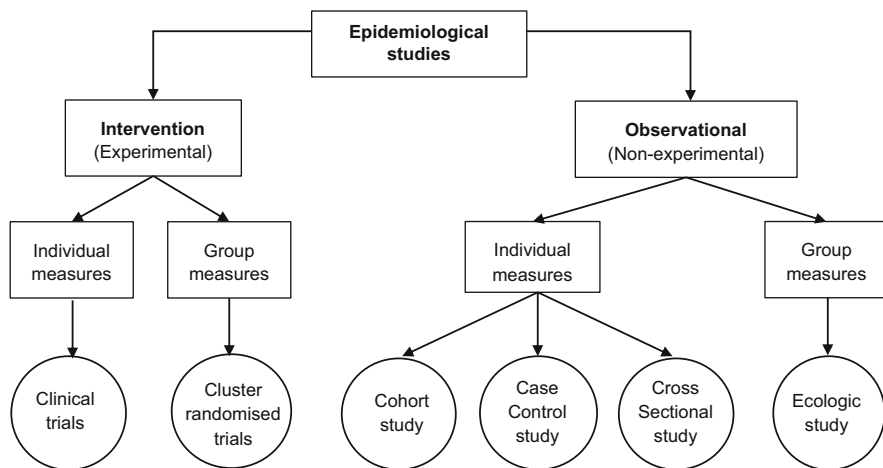 Epidemiological
studies
Intervention
(Experimental)
Observational
(Non-experimental)
Individual
measures
Group
measures
Individual
measures
Group
measures
Clinical
trials
Cluster
randomised
trials
Cohort
study
Case
Control
study
Cross
Sectional
study
Ecologic
study